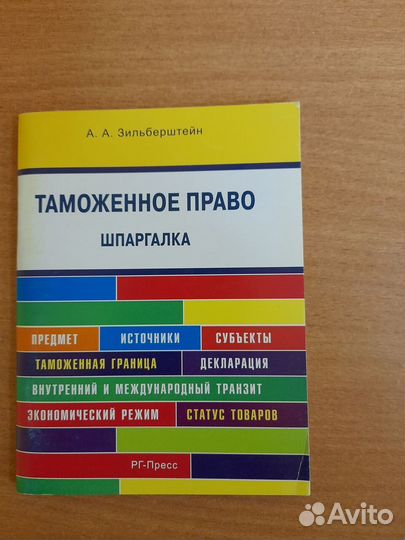 А. А. Зильберштейн
ТАМОЖЕННОЕ ПРАВО
ШПАРГАЛКА
ПРЕДМЕТ ИСТОЧНИКИ СУБЪЕКТЫ
ТАМОЖЕННАЯ ГРАНИЦА ДЕКЛАРАЦИЯ
ВНУТРЕННИЙ И МЕЖДУНАРОДНЫЙ ТРАНЗИТ
ЭКОНОМИЧЕСКИЙ РЕЖИМ СТАТУС ТОВАРОВ
РГ-Пресс
Avito